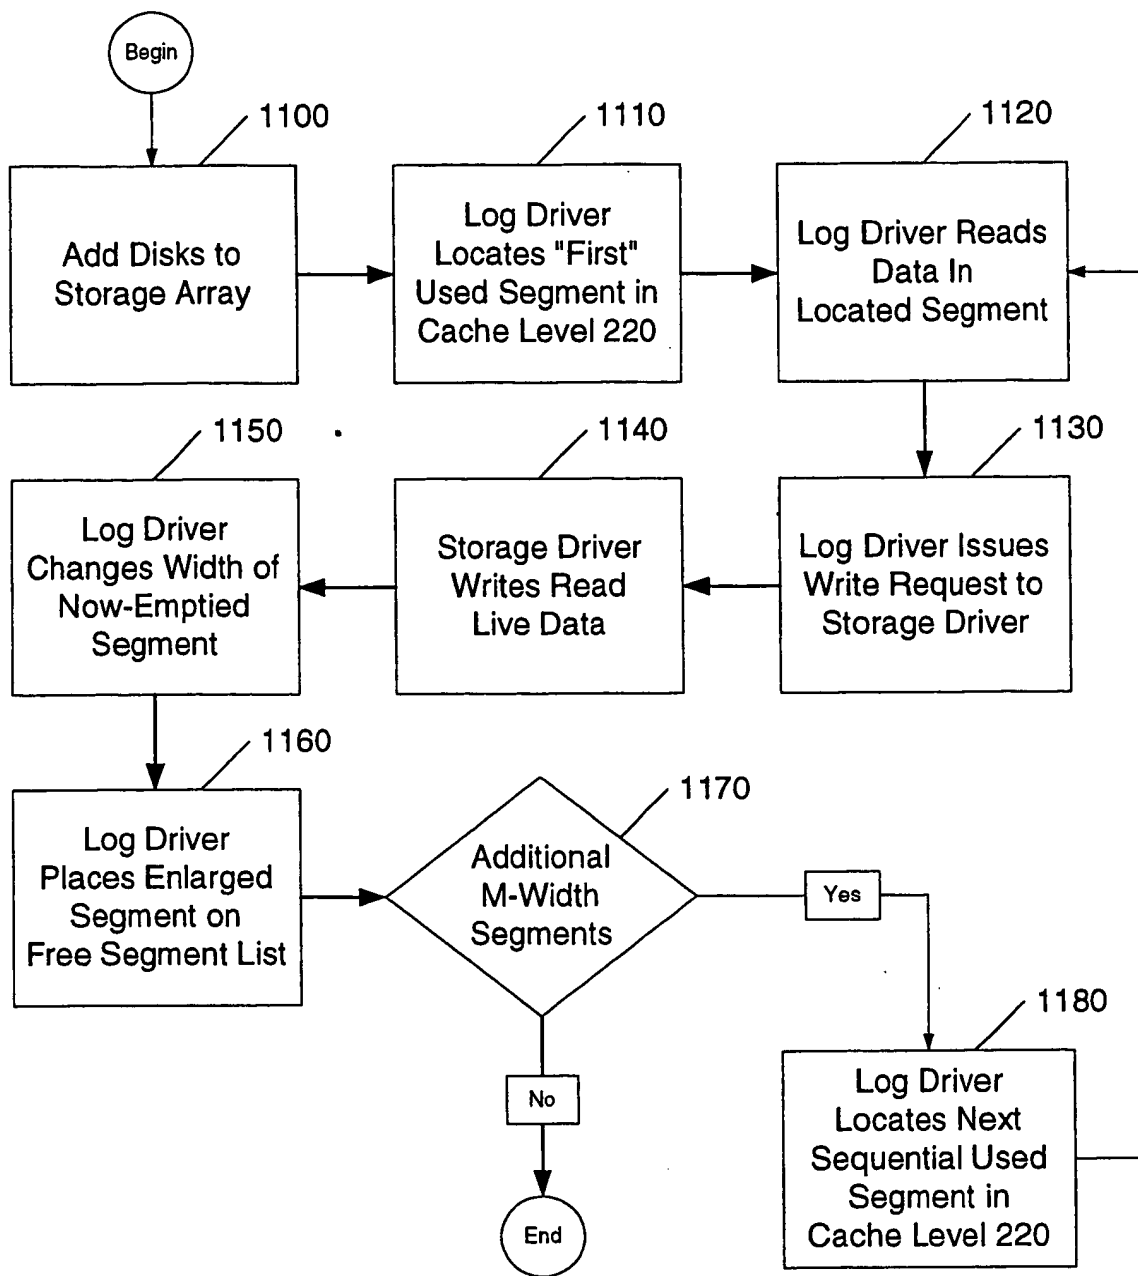 Begin
1100
Add Disks to
Storage Array
1110
Log Driver
Locates "First"
Used Segment in
Cache Level 220
1120
Log Driver Reads
Data In
Located Segment
1130
Log Driver Issues
Write Request to
Storage Driver
1140
Storage Driver
Writes Read
Live Data
1150
Log Driver
Changes Width of
Now-Emptied
Segment
1160
Log Driver
Places Enlarged
Segment on
Free Segment List
1170
Additional
M-Width
Segments
Yes
No
1180
Log Driver
Locates Next
Sequential Used
Segment in
Cache Level 220
End